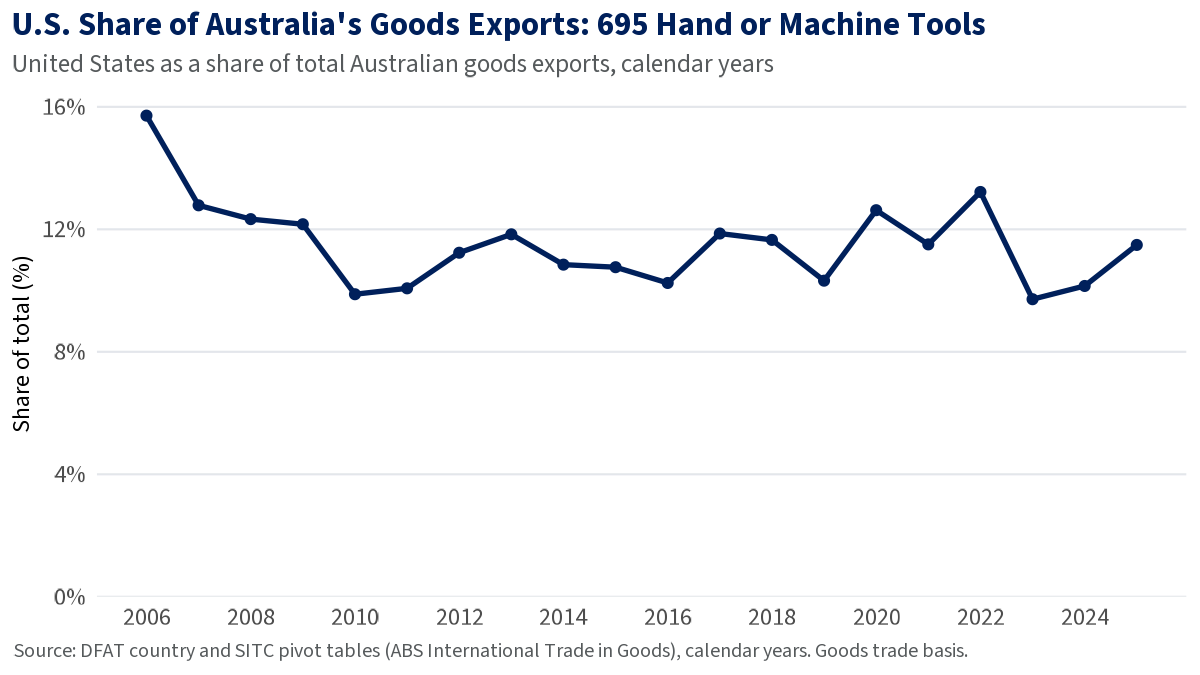 U.S. Share of Australia's Goods Exports: 695 Hand or Machine Tools
United States as a share of total Australian goods exports, calendar years
Share of total (%)
16%
12%
8%
4%
0%
2006 2008 2010 2012 2014 2016 2018 2020 2022 2024
Source: DFAT country and SITC pivot tables (ABS International Trade in Goods), calendar years. Goods trade basis.